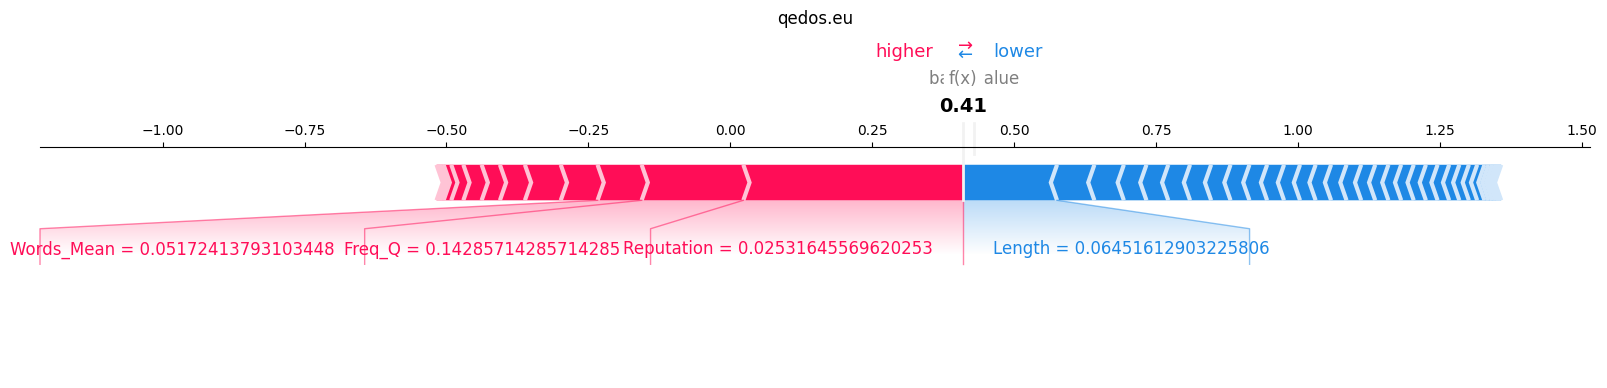 qedos.eu
higher → lower
←
f(x)
0.41
−1.00 −0.75 −0.50 −0.25 0.00 0.25 0.50 0.75 1.00 1.25 1.50
Words_Mean = 0.05172413793103448 Freq_Q = 0.14285714285714285 Reputation = 0.02531645569620253 Length = 0.06451612903225806